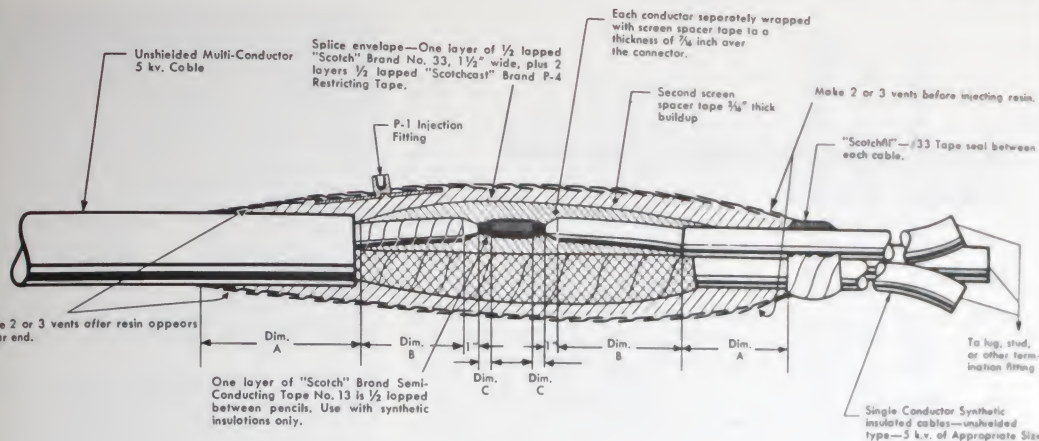 Each conductor separately wrapped
with screen spacer tape to a
thickness of 7/16 inch over
the connector.
Unshielded Multi-Conductor
5 kv. Cable
Splice envelope—One layer of ½ lapped
"Scotch" Brand No. 33, 1½" wide, plus 2
layers ½ lapped "Scotchcast" Brand P-4
Restricting Tape.
Second screen
spacer tape 3/16" thick
buildup
Make 2 or 3 vents before injecting resin.
P-1 Injection
Fitting
"Scotchfil"—#33 Tape seal between
each cable.
2 or 3 vents after resin appears
end.
Dim.
A
Dim.
B
1"
Dim.
C
Dim.
C
1"
Dim.
B
Dim.
A
To lug, stud,
or other term-
ination fitting
One layer of "Scotch" Brand Semi-
Conducting Tape No. 13 is ½ lapped
between pencils. Use with synthetic
insulations only.
Single Conductor Synthetic
insulated cables—unshielded
type—5 k.v. of Appropriate Size